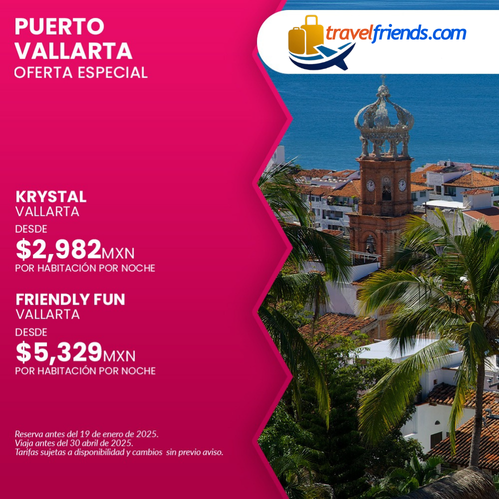 PUERTO
VALLARTA
OFERTA ESPECIAL
travelfriends.com
KRYSTAL
VALLARTA
DESDE
$2,982MXN
POR HABITACIÓN POR NOCHE
FRIENDLY FUN
VALLARTA
DESDE
$5,329MXN
POR HABITACIÓN POR NOCHE
Reserva antes del 19 de enero de 2025.
Viaja antes del 30 abril de 2025.
Tarifas sujetas a disponibilidad y cambios sin previo aviso.